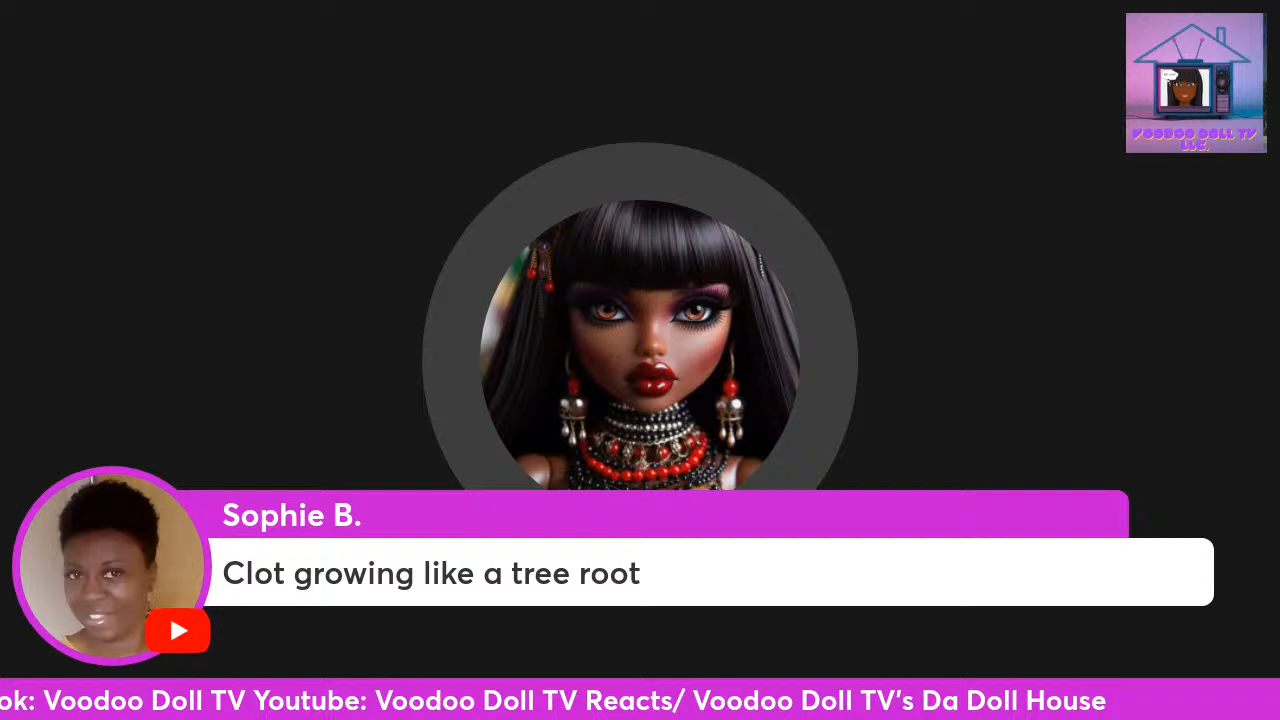 VOODOO DOLL TV
LLC.
Sophie B.
Clot growing like a tree root
ok: Voodoo Doll TV Youtube: Voodoo Doll TV Reacts/ Voodoo Doll TV's Da Doll House